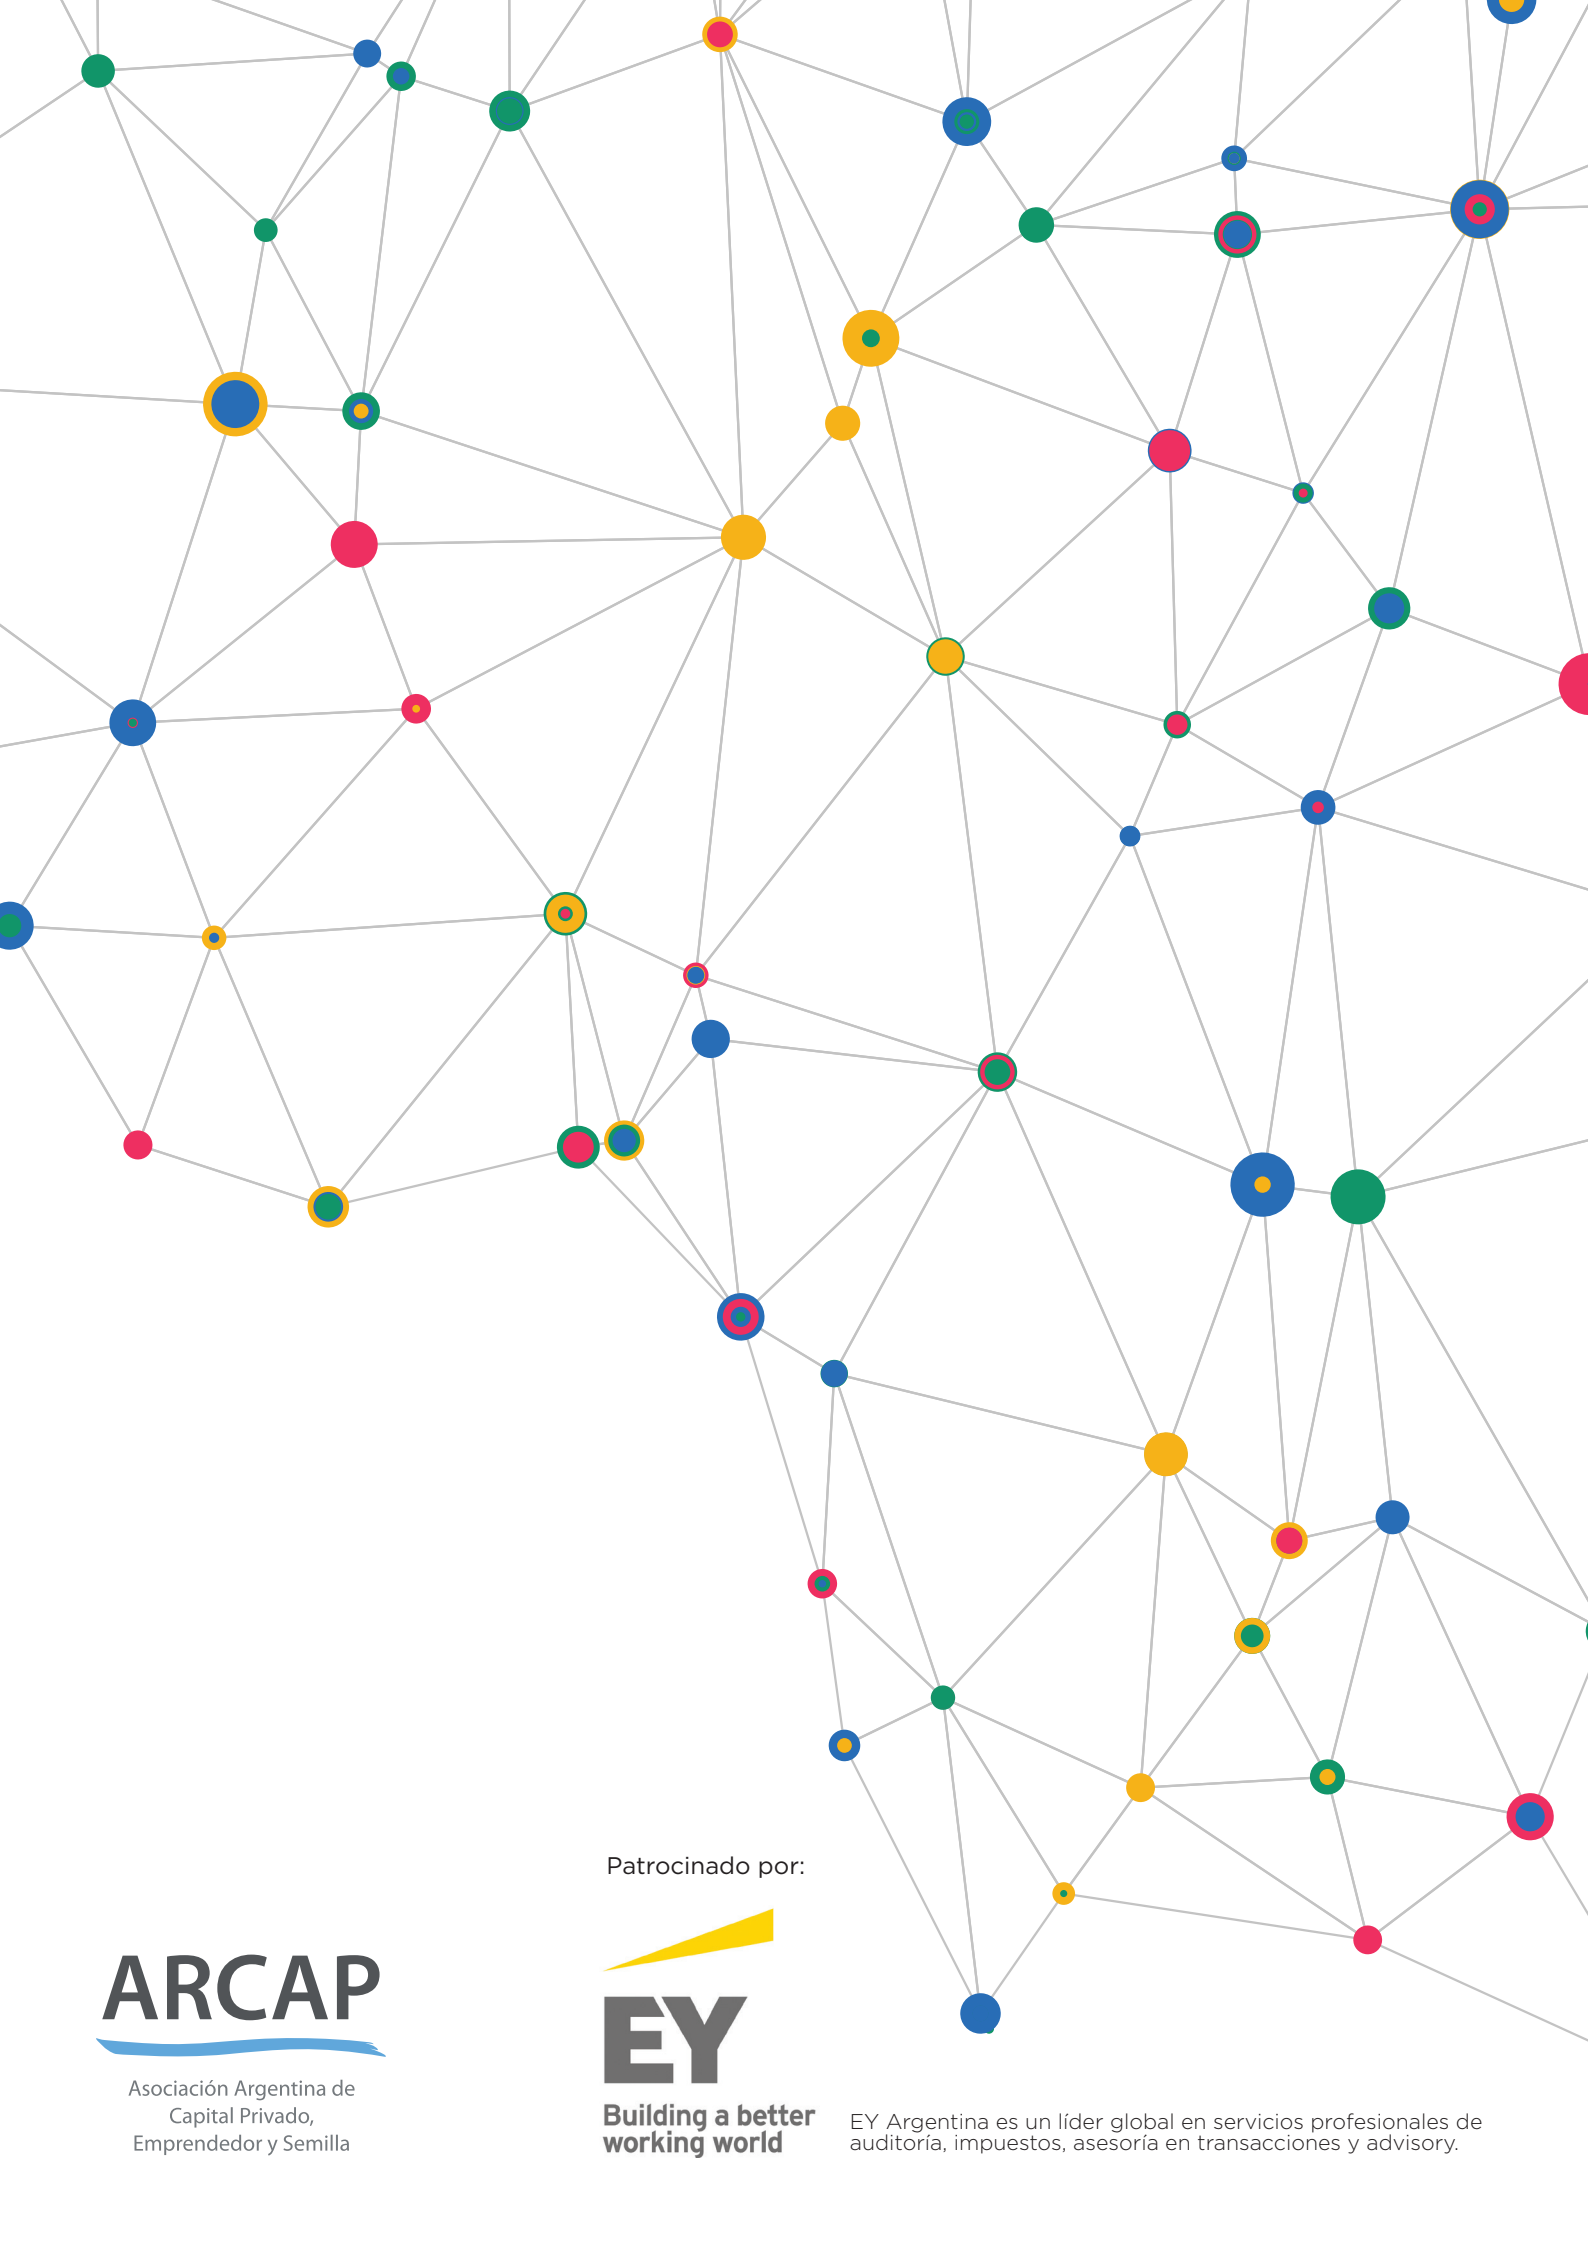 Patrocinado por:
ARCAP
Asociación Argentina de
Capital Privado,
Emprendedor y Semilla
EY
Building a better
working world
EY Argentina es un líder global en servicios profesionales de
auditoría, impuestos, asesoría en transacciones y advisory.